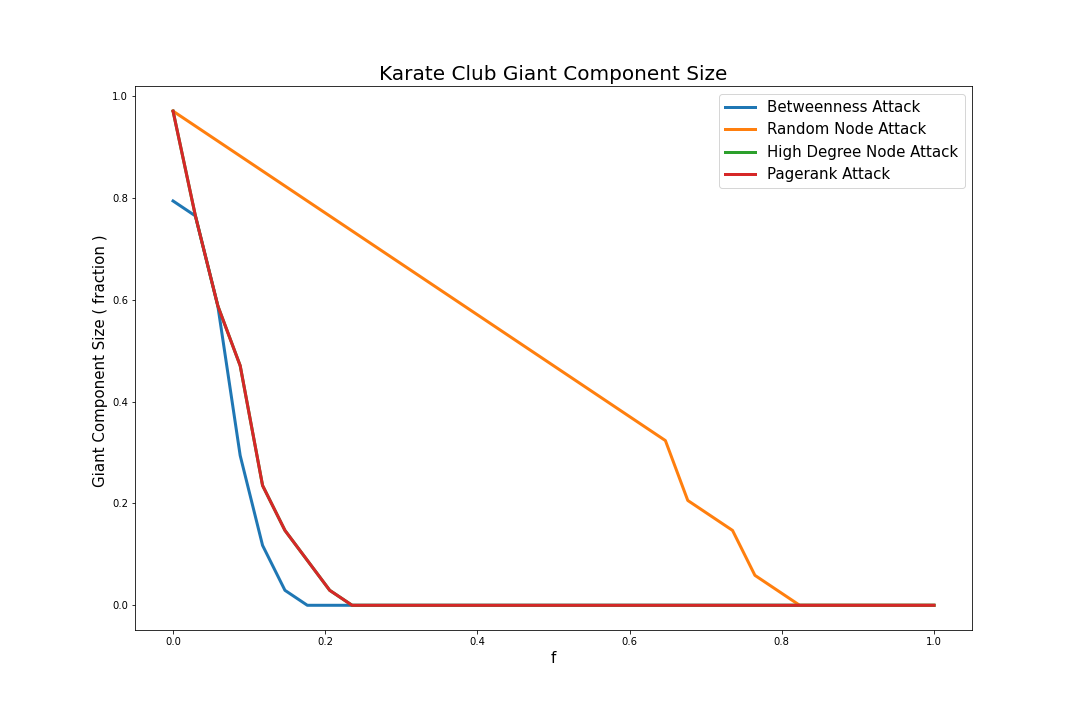 Karate Club Giant Component Size
Betweenness Attack
Random Node Attack
High Degree Node Attack
Pagerank Attack
Giant Component Size ( fraction )
1.0
0.8
0.6
0.4
0.2
0.0
0.0 0.2 0.4 0.6 0.8 1.0
f